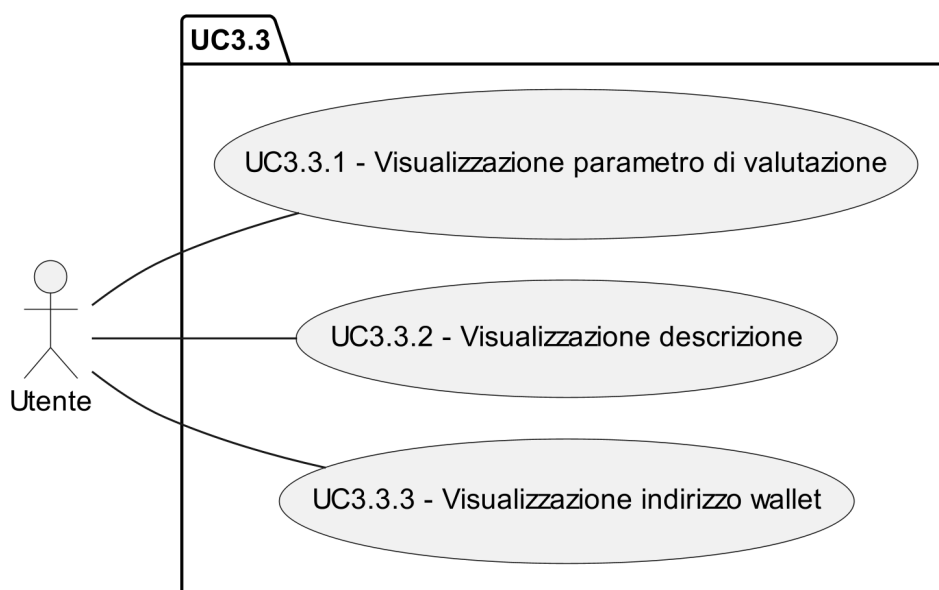 UC3.3
UC3.3.1 - Visualizzazione parametro di valutazione
UC3.3.2 - Visualizzazione descrizione
Utente
UC3.3.3 - Visualizzazione indirizzo wallet